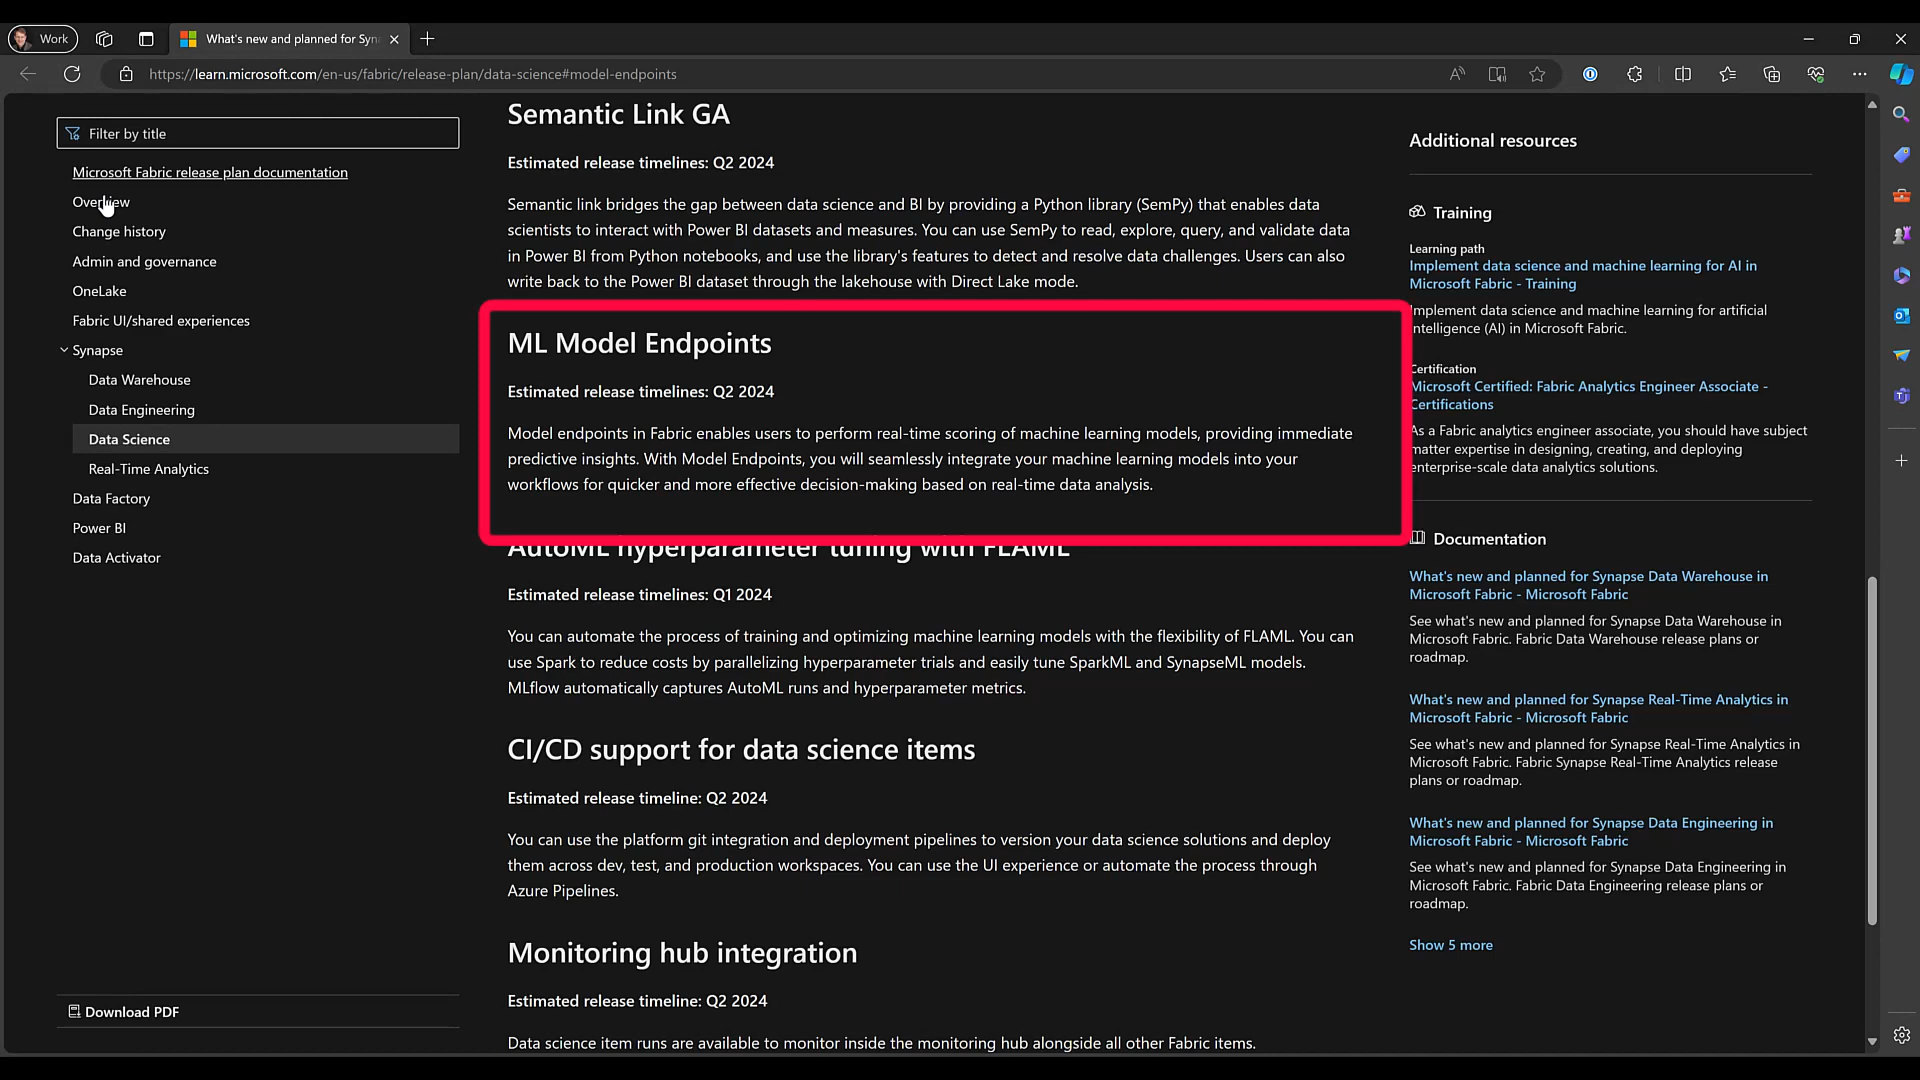 Work
What's new and planned for Syn
https://learn.microsoft.com/en-us/fabric/release-plan/data-science#model-endpoints
Filter by title
Microsoft Fabric release plan documentation
Overview
Change history
Admin and governance
OneLake
Fabric UI/shared experiences
Synapse
Data Warehouse
Data Engineering
Data Science
Real-Time Analytics
Data Factory
Power BI
Data Activator
Download PDF
Semantic Link GA
Estimated release timelines: Q2 2024
Semantic link bridges the gap between data science and BI by providing a Python library (SemPy) that enables data
scientists to interact with Power BI datasets and measures. You can use SemPy to read, explore, query, and validate data
in Power BI from Python notebooks, and use the library's features to detect and resolve data challenges. Users can also
write back to the Power BI dataset through the lakehouse with Direct Lake mode.
ML Model Endpoints
Estimated release timelines: Q2 2024
Model endpoints in Fabric enables users to perform real-time scoring of machine learning models, providing immediate
predictive insights. With Model Endpoints, you will seamlessly integrate your machine learning models into your
workflows for quicker and more effective decision-making based on real-time data analysis.
AutoML hyperparameter tuning with FLAML
Estimated release timelines: Q1 2024
You can automate the process of training and optimizing machine learning models with the flexibility of FLAML. You can
use Spark to reduce costs by parallelizing hyperparameter trials and easily tune SparkML and SynapseML models.
MLflow automatically captures AutoML runs and hyperparameter metrics.
CI/CD support for data science items
Estimated release timeline: Q2 2024
You can use the platform git integration and deployment pipelines to version your data science solutions and deploy
them across dev, test, and production workspaces. You can use the UI experience or automate the process through
Azure Pipelines.
Monitoring hub integration
Estimated release timeline: Q2 2024
Data science item runs are available to monitor inside the monitoring hub alongside all other Fabric items.
Additional resources
Training
Learning path
Implement data science and machine learning for AI in
Microsoft Fabric - Training
mplement data science and machine learning for artificial
ntelligence (AI) in Microsoft Fabric.
Certification
Microsoft Certified: Fabric Analytics Engineer Associate -
Certifications
As a Fabric analytics engineer associate, you should have subject
matter expertise in designing, creating, and deploying
enterprise-scale data analytics solutions.
Documentation
What's new and planned for Synapse Data Warehouse in
Microsoft Fabric - Microsoft Fabric
See what's new and planned for Synapse Data Warehouse in
Microsoft Fabric. Fabric Data Warehouse release plans or
roadmap.
What's new and planned for Synapse Real-Time Analytics in
Microsoft Fabric - Microsoft Fabric
See what's new and planned for Synapse Real-Time Analytics in
Microsoft Fabric. Fabric Synapse Real-Time Analytics release
plans or roadmap.
What's new and planned for Synapse Data Engineering in
Microsoft Fabric - Microsoft Fabric
See what's new and planned for Synapse Data Engineering in
Microsoft Fabric. Fabric Data Engineering release plans or
roadmap.
Show 5 more